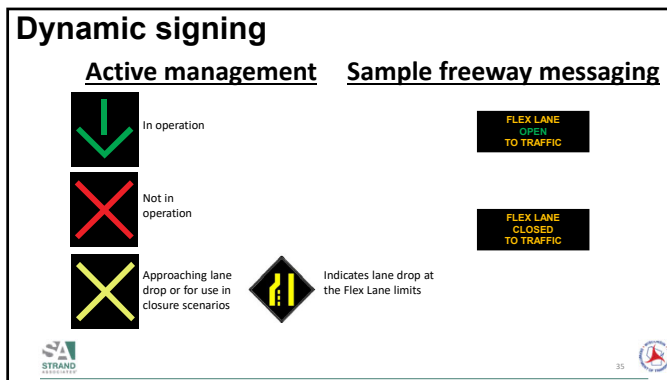 Dynamic signing
Active management
Sample freeway messaging
In operation
FLEX LANE
OPEN
TO TRAFFIC
Not in
operation
FLEX LANE
CLOSED
TO TRAFFIC
Approaching lane
drop or for use in
closure scenarios
Indicates lane drop at
the Flex Lane limits
SA
STRAND
ASSOCIATES
35